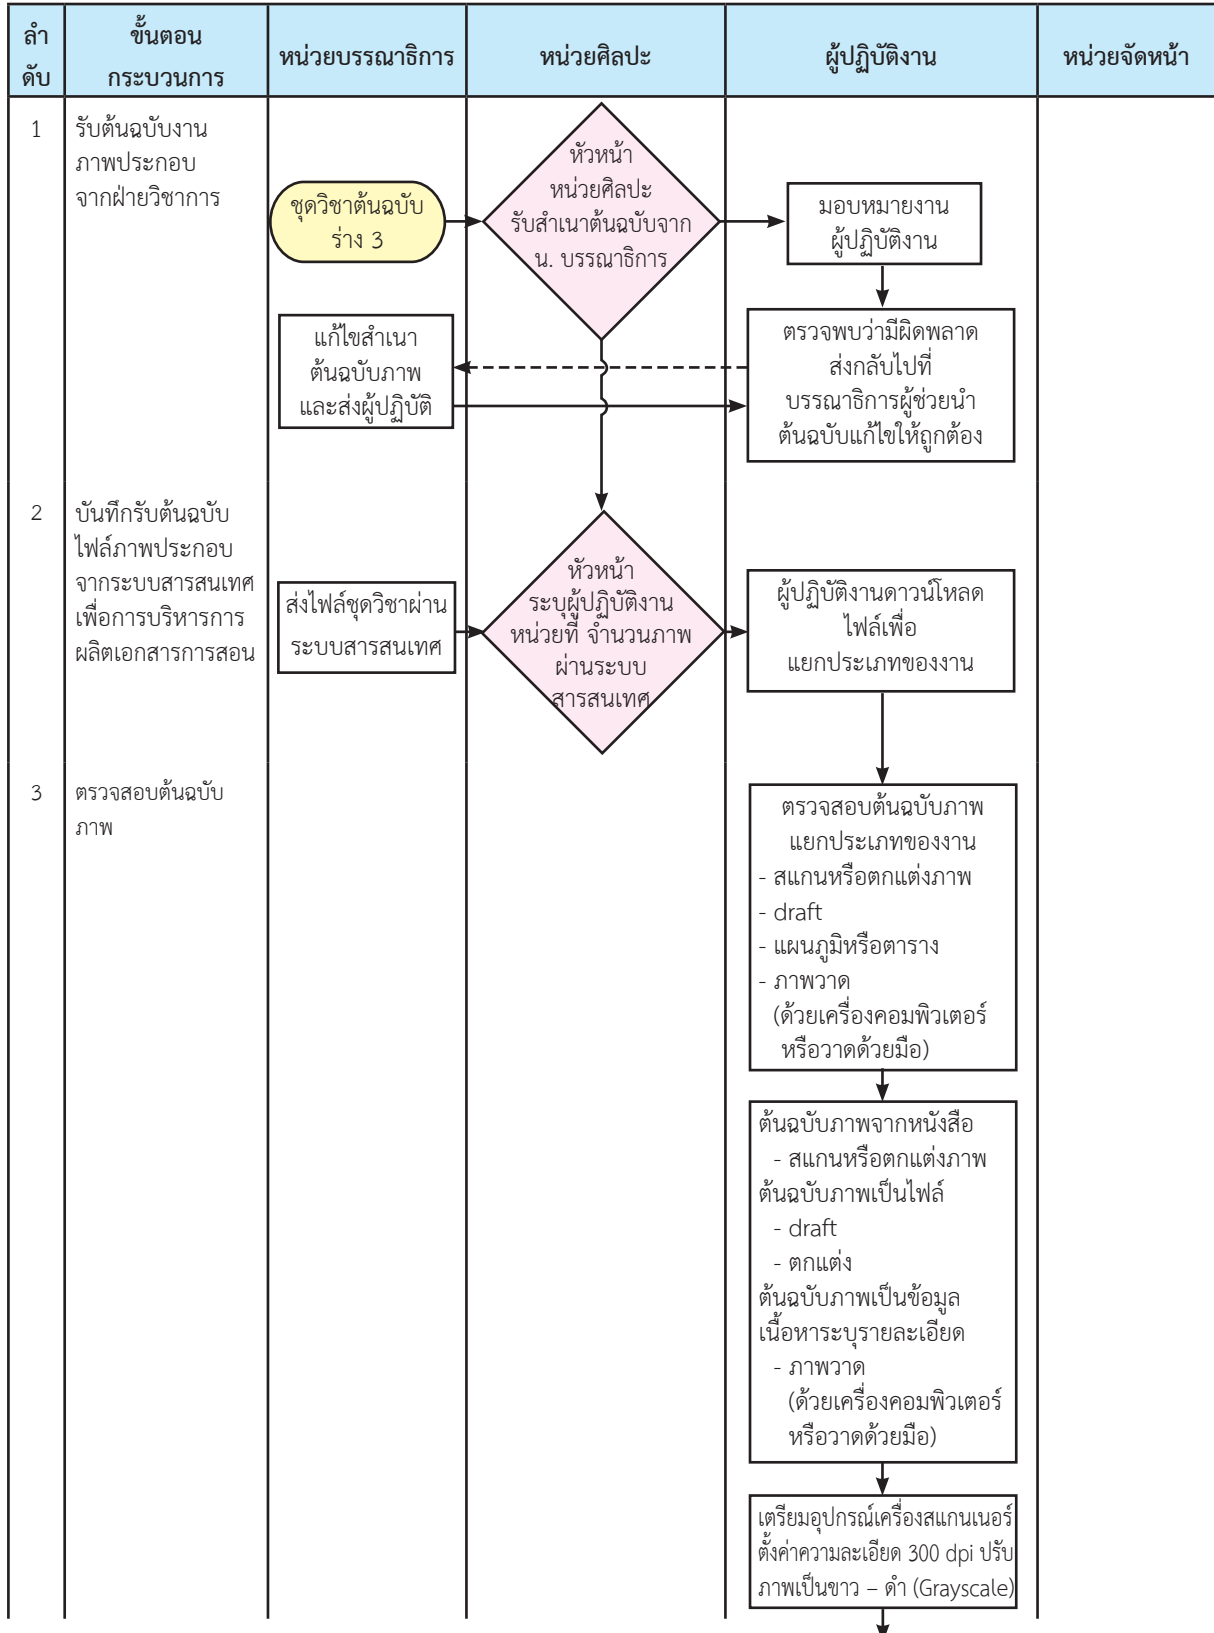 ลำ
ดับ
ขั้นตอน
กระบวนการ
หน่วยบรรณาธิการ
หน่วยศิลปะ
ผู้ปฏิบัติงาน
หน่วยจัดหน้า
1
รับต้นฉบับงาน
ภาพประกอบ
จากฝ่ายวิชาการ
ชุดวิชาต้นฉบับ
ร่าง 3
หัวหน้า
หน่วยศิลปะ
รับสำเนาต้นฉบับจาก
น. บรรณาธิการ
มอบหมายงาน
ผู้ปฏิบัติงาน
แก้ไขสำเนา
ต้นฉบับภาพ
และส่งผู้ปฏิบัติ
ตรวจพบว่ามีผิดพลาด
ส่งกลับไปที่
บรรณาธิการผู้ช่วยนำ
ต้นฉบับแก้ไขให้ถูกต้อง
2
บันทึกรับต้นฉบับ
ไฟล์ภาพประกอบ
จากระบบสารสนเทศ
เพื่อการบริหารการ
ผลิตเอกสารการสอน
ส่งไฟล์ชุดวิชาผ่าน
ระบบสารสนเทศ
หัวหน้า
ระบุผู้ปฏิบัติงาน
หน่วยที่ จำนวนภาพ
ผ่านระบบ
สารสนเทศ
ผู้ปฏิบัติงานดาวน์โหลด
ไฟล์เพื่อ
แยกประเภทของงาน
3
ตรวจสอบต้นฉบับ
ภาพ
ตรวจสอบต้นฉบับภาพ
แยกประเภทของงาน
- สแกนหรือตกแต่งภาพ
- draft
- แผนภูมิหรือตาราง
- ภาพวาด
(ด้วยเครื่องคอมพิวเตอร์
หรือวาดด้วยมือ)
ต้นฉบับภาพจากหนังสือ
- สแกนหรือตกแต่งภาพ
ต้นฉบับภาพเป็นไฟล์
- draft
- ตกแต่ง
ต้นฉบับภาพเป็นข้อมูล
เนื้อหาระบุรายละเอียด
- ภาพวาด
(ด้วยเครื่องคอมพิวเตอร์
หรือวาดด้วยมือ)
เตรียมอุปกรณ์เครื่องสแกนเนอร์
ตั้งค่าความละเอียด 300 dpi ปรับ
ภาพเป็นขาว – ดำ (Grayscale)